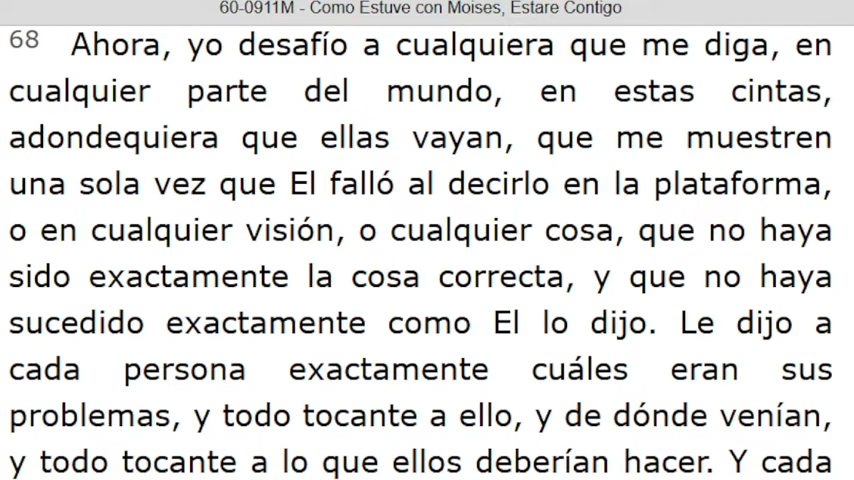 60-0911M - Como Estuve con Moises, Estare Contigo
68 Ahora, yo desafío a cualquiera que me diga, en
cualquier parte del mundo, en estas cintas,
adondequiera que ellas vayan, que me muestren
una sola vez que El falló al decirlo en la plataforma,
o en cualquier visión, o cualquier cosa, que no haya
sido exactamente la cosa correcta, y que no haya
sucedido exactamente como El lo dijo. Le dijo a
cada persona exactamente cuáles eran sus
problemas, y todo tocante a ello, y de dónde venían,
y todo tocante a lo que ellos deberían hacer. Y cada